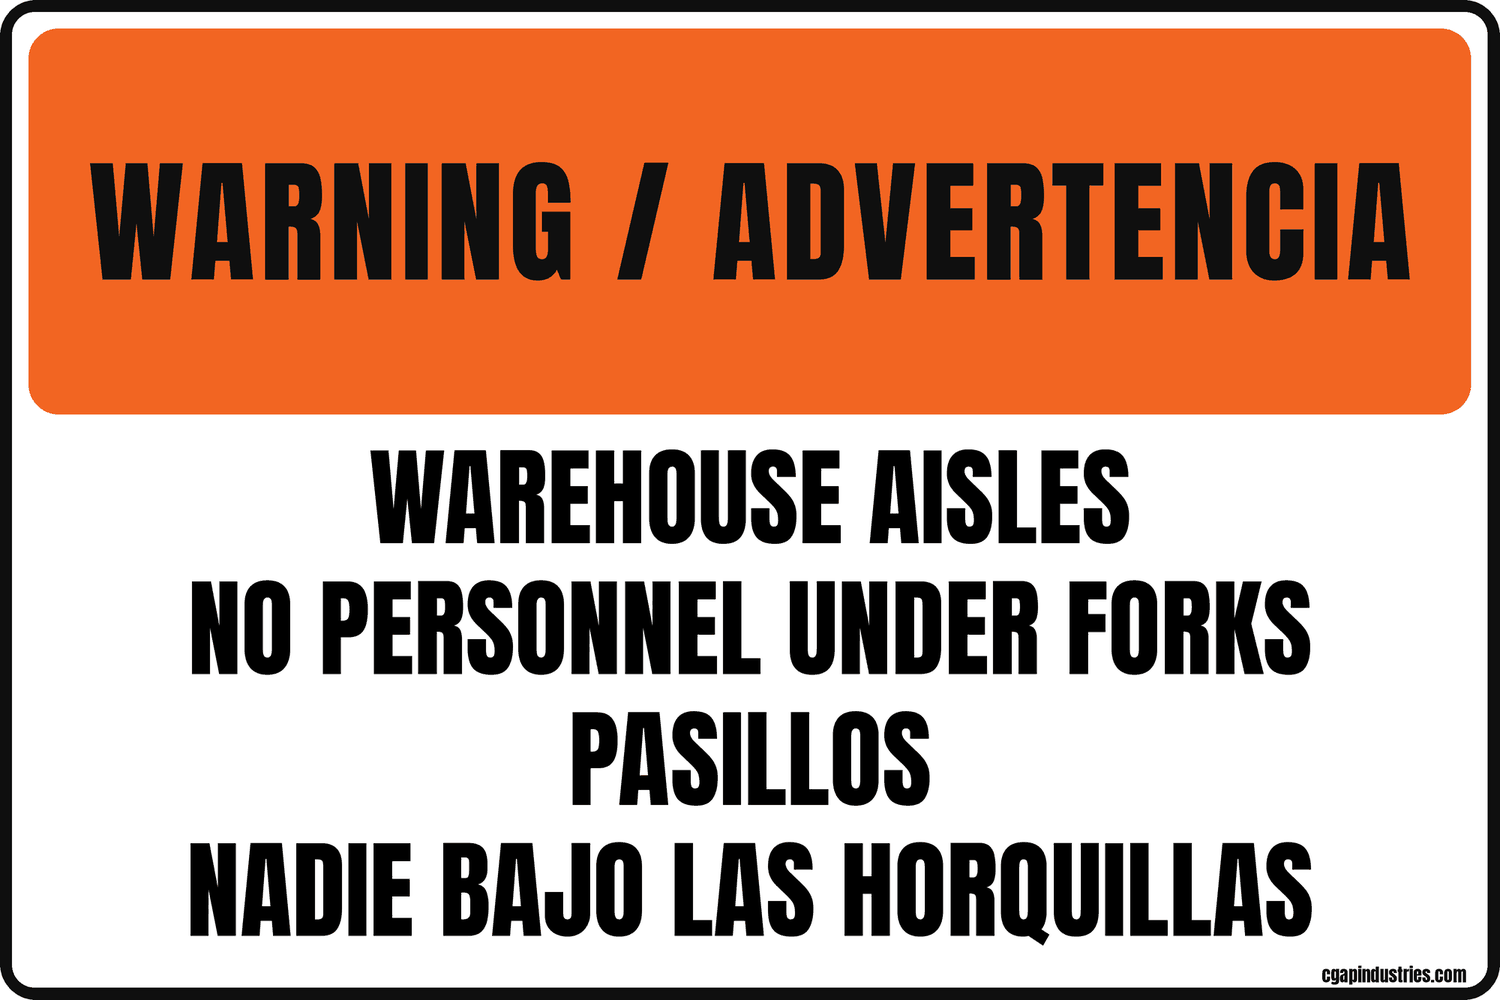 WARNING / ADVERTENCIA
WAREHOUSE AISLES
NO PERSONNEL UNDER FORKS
PASILLOS
NADIE BAJO LAS HORQUILLAS
cgapindustries.com